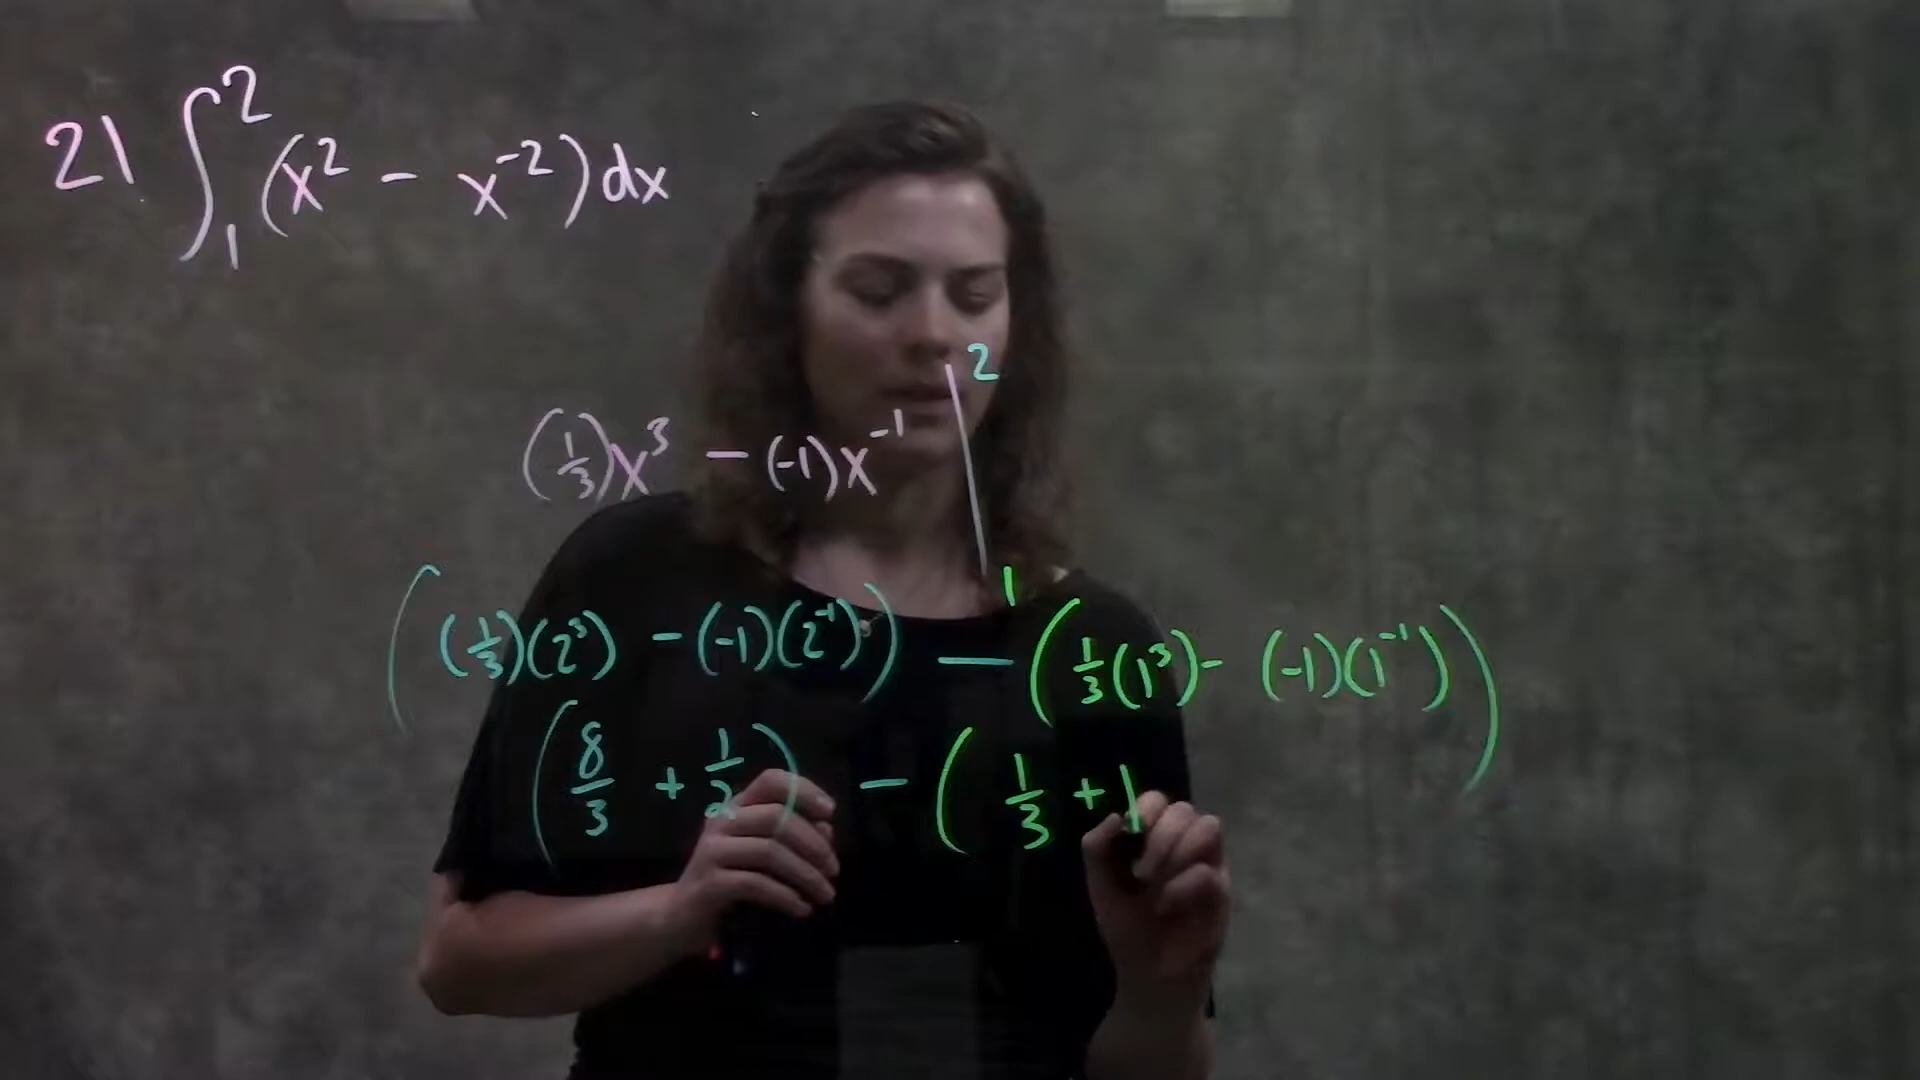 21 ∫₁² (x² - x⁻²) dx
(1/3)x³ - (-1)x⁻¹ |₁²
((1/3)(2³) - (-1)(2⁻¹)) - (1/3(1³) - (-1)(1⁻¹))
(8/3 + 1/2) - (1/3 + 1